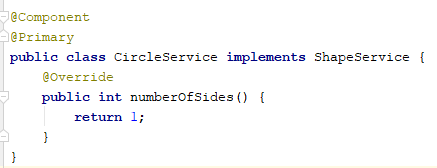 @Component
@Primary
public class CircleService implements ShapeService {
    @Override
    public int numberOfSides() {
        return 1;
    }
}